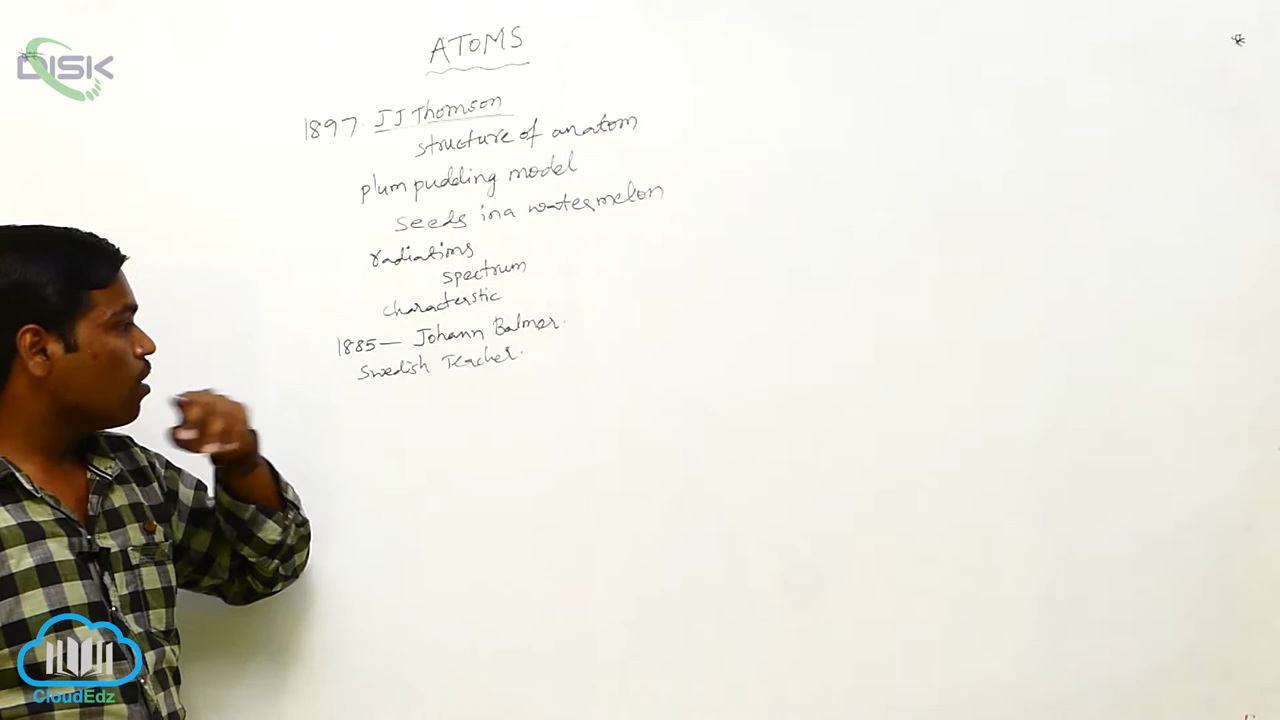 DISK
ATOMS
1897 JJ Thomson
structure of an atom
plum pudding model
seeds in a watermelon
radiations
spectrum
characterstic
1885 — Johann Balmer.
Swedish Teacher.
CloudEdz